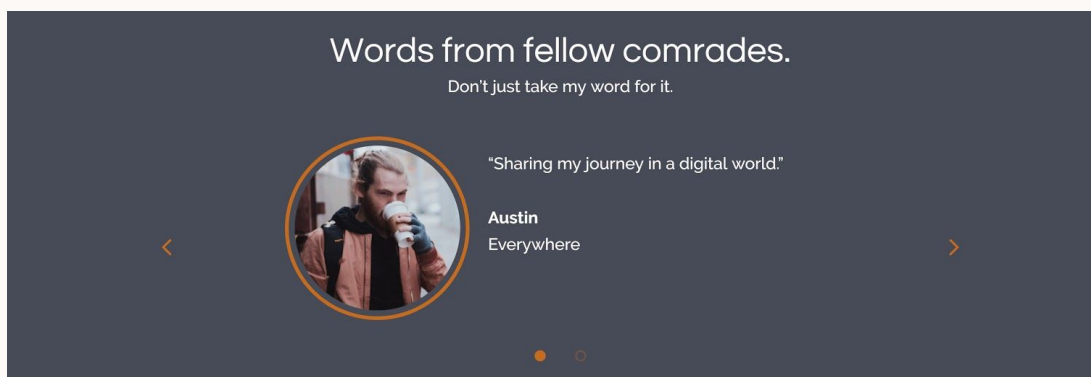 Words from fellow comrades.
Don’t just take my word for it.
“Sharing my journey in a digital world.”
Austin
Everywhere